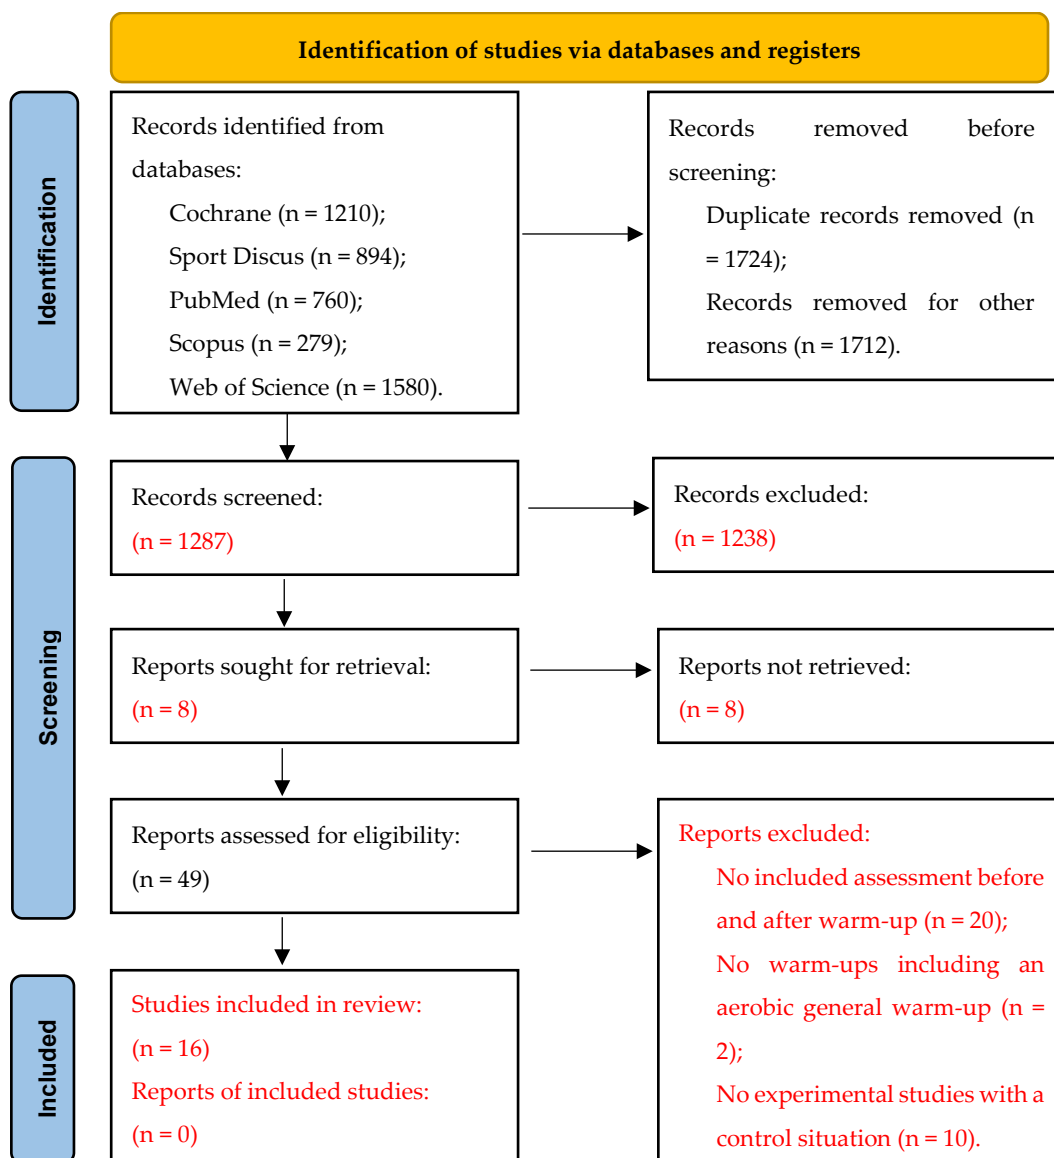 Identification of studies via databases and registers
Identification
Records identified from
databases:
Cochrane (n = 1210);
Sport Discus (n = 894);
PubMed (n = 760);
Scopus (n = 279);
Web of Science (n = 1580).
Records removed before
screening:
Duplicate records removed (n
= 1724);
Records removed for other
reasons (n = 1712).
Screening
Records screened:
(n = 1287)
Records excluded:
(n = 1238)
Reports sought for retrieval:
(n = 8)
Reports not retrieved:
(n = 8)
Reports assessed for eligibility:
(n = 49)
Reports excluded:
No included assessment before
and after warm-up (n = 20);
No warm-ups including an
aerobic general warm-up (n =
2);
No experimental studies with a
control situation (n = 10).
Included
Studies included in review:
(n = 16)
Reports of included studies:
(n = 0)